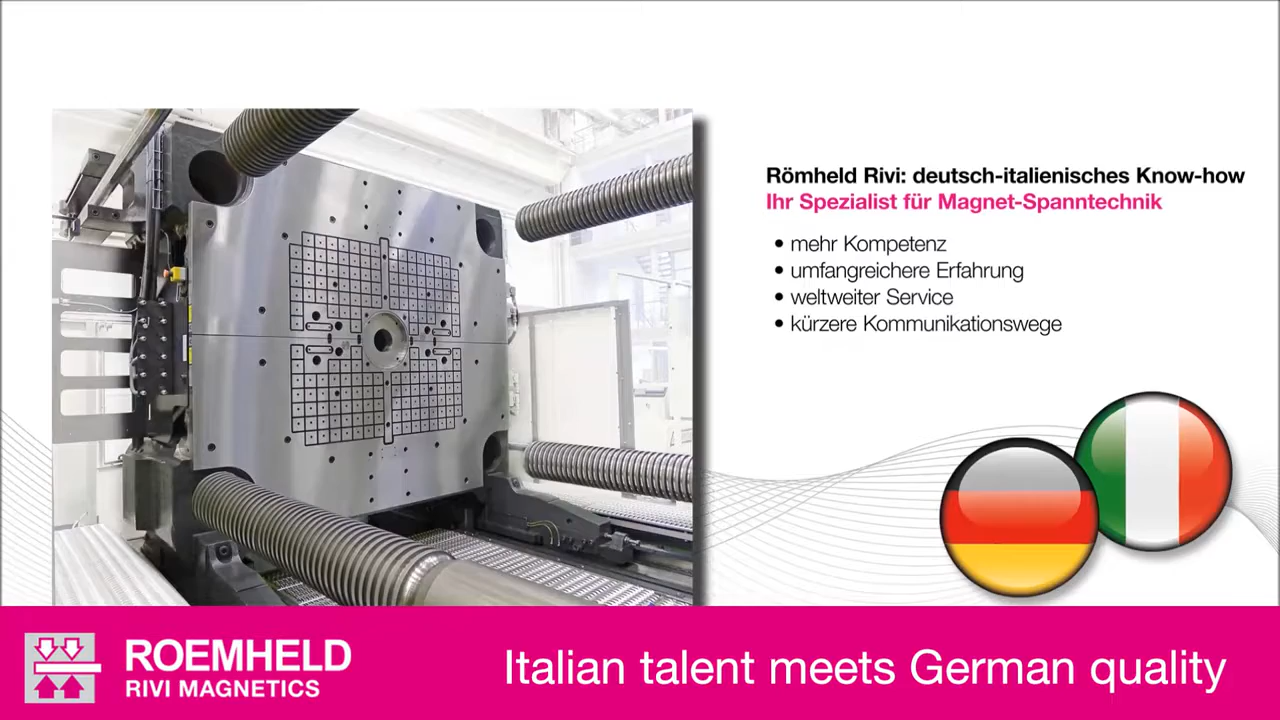 Römheld Rivi: deutsch-italienisches Know-how
Ihr Spezialist für Magnet-Spanntechnik
• mehr Kompetenz
• umfangreichere Erfahrung
• weltweiter Service
• kürzere Kommunikationswege
ROEMHELD
RIVI MAGNETICS
Italian talent meets German quality